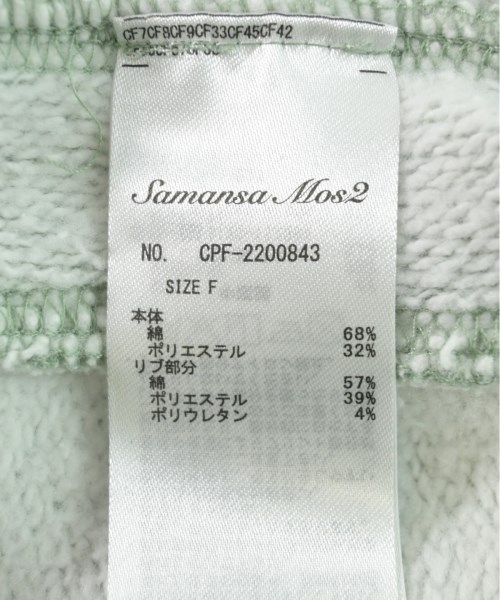 CF7CF8CF9CF33CF45CF42
Samansa Mos2
NO. CPF-2200843
SIZE F
本体
綿 68%
ポリエステル 32%
リブ部分
綿 57%
ポリエステル 39%
ポリウレタン 4%